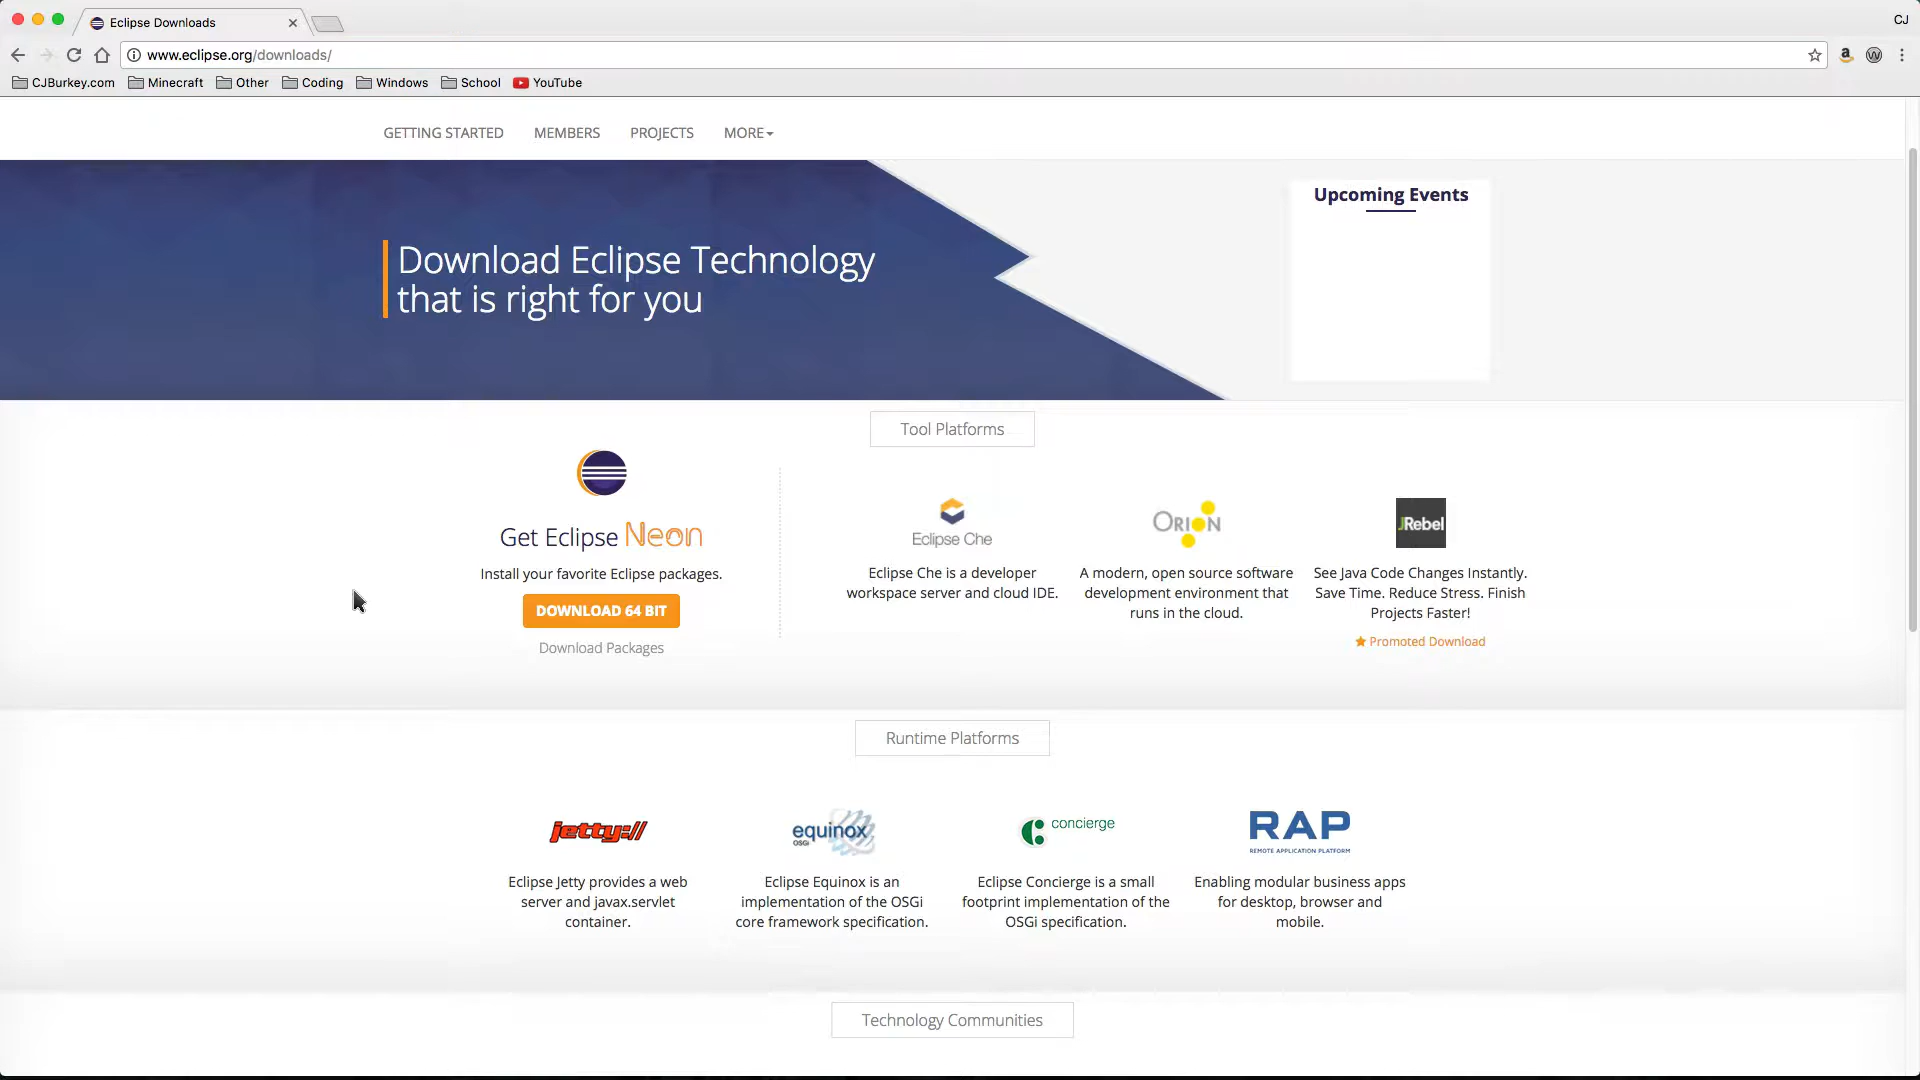 Eclipse Downloads
CJ
www.eclipse.org/downloads/
CJBurkey.com Minecraft Other Coding Windows School YouTube
GETTING STARTED MEMBERS PROJECTS MORE
Upcoming Events
Download Eclipse Technology
that is right for you
Tool Platforms
Get Eclipse Neon
Install your favorite Eclipse packages.
DOWNLOAD 64 BIT
Download Packages
Eclipse Che
Eclipse Che is a developer
workspace server and cloud IDE.
ORION
A modern, open source software
development environment that
runs in the cloud.
JRebel
See Java Code Changes Instantly.
Save Time. Reduce Stress. Finish
Projects Faster!
Promoted Download
Runtime Platforms
jetty://
Eclipse Jetty provides a web
server and javax.servlet
container.
equinox
OSGi
Eclipse Equinox is an
implementation of the OSGi
core framework specification.
concierge
Eclipse Concierge is a small
footprint implementation of the
OSGi specification.
RAP
REMOTE APPLICATION PLATFORM
Enabling modular business apps
for desktop, browser and
mobile.
Technology Communities